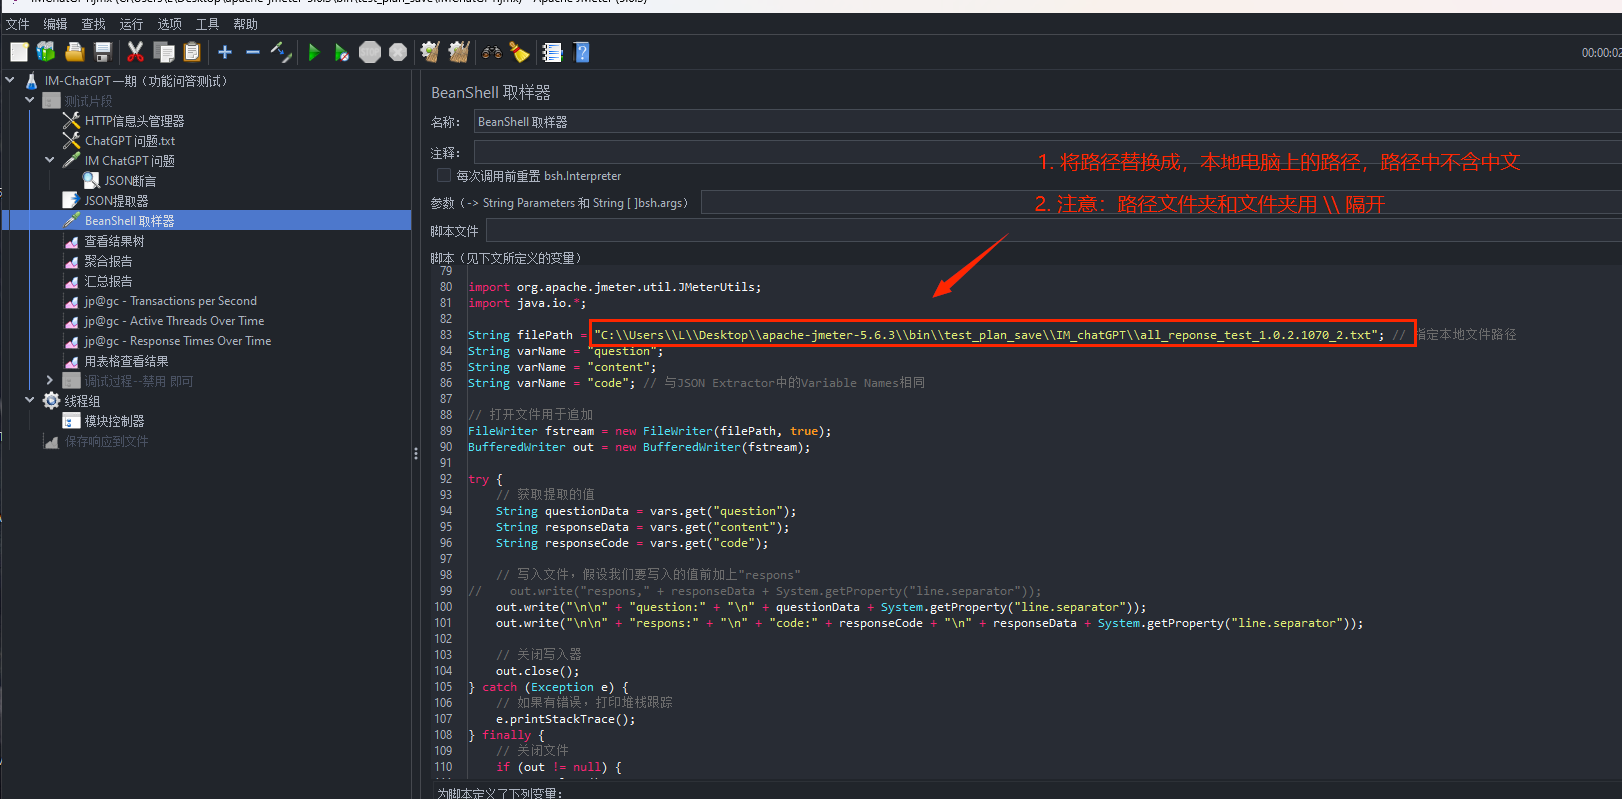 IMChatGPT.jmx (C:\Users\L\Desktop\apache-jmeter-5.6.3\bin\test_plan_save\IMChatGPT.jmx) - Apache JMeter (5.6.3)
文件 编辑 查找 运行 选项 工具 帮助
00:00:02
IM-ChatGPT一期（功能问答测试）
测试片段
HTTP信息头管理器
ChatGPT 问题.txt
IM ChatGPT 问题
JSON断言
JSON提取器
BeanShell 取样器
查看结果树
聚合报告
汇总报告
jp@gc - Transactions per Second
jp@gc - Active Threads Over Time
jp@gc - Response Times Over Time
用表格查看结果
调试过程--禁用 即可
线程组
模块控制器
保存响应到文件
BeanShell 取样器
名称： BeanShell 取样器
注释：
1. 将路径替换成，本地电脑上的路径，路径中不含中文
每次调用前重置 bsh.Interpreter
参数（-> String Parameters 和 String [ ]bsh.args）
2. 注意：路径文件夹和文件夹用 \\ 隔开
脚本文件
脚本（见下文所定义的变量）
79
80 import org.apache.jmeter.util.JMeterUtils;
81 import java.io.*;
82
83 String filePath = "C:\\Users\\L\\Desktop\\apache-jmeter-5.6.3\\bin\\test_plan_save\\IM_chatGPT\\all_reponse_test_1.0.2.1070_2.txt"; // 指定本地文件路径
84 String varName = "question";
85 String varName = "content";
86 String varName = "code"; // 与JSON Extractor中的Variable Names相同
87
88 // 打开文件用于追加
89 FileWriter fstream = new FileWriter(filePath, true);
90 BufferedWriter out = new BufferedWriter(fstream);
91
92 try {
93 // 获取提取的值
94 String questionData = vars.get("question");
95 String responseData = vars.get("content");
96 String responseCode = vars.get("code");
97
98 // 写入文件，假设我们要写入的值前加上"respons"
99 // out.write("respons," + responseData + System.getProperty("line.separator"));
100 out.write("\n\n" + "question:" + "\n" + questionData + System.getProperty("line.separator"));
101 out.write("\n\n" + "respons:" + "\n" + "code:" + responseCode + "\n" + responseData + System.getProperty("line.separator"));
102
103 // 关闭写入器
104 out.close();
105 } catch (Exception e) {
106 // 如果有错误，打印堆栈跟踪
107 e.printStackTrace();
108 } finally {
109 // 关闭文件
110 if (out != null) {
为脚本定义了下列变量：